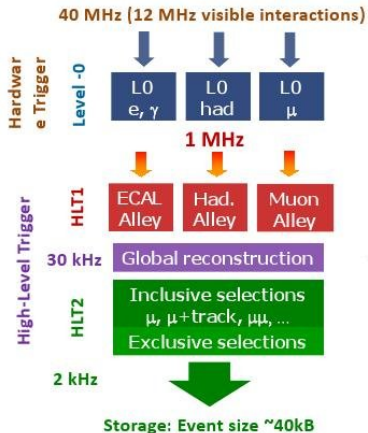 40 MHz (12 MHz visible interactions)
Hardwar
e Trigger
Level -0
L0
e, γ
L0
had
L0
μ
1 MHz
High-Level Trigger
HLT1
ECAL
Alley
Had.
Alley
Muon
Alley
30 kHz
Global reconstruction
HLT2
Inclusive selections
μ, μ+track, μμ, ...
Exclusive selections
2 kHz
Storage: Event size ~40kB